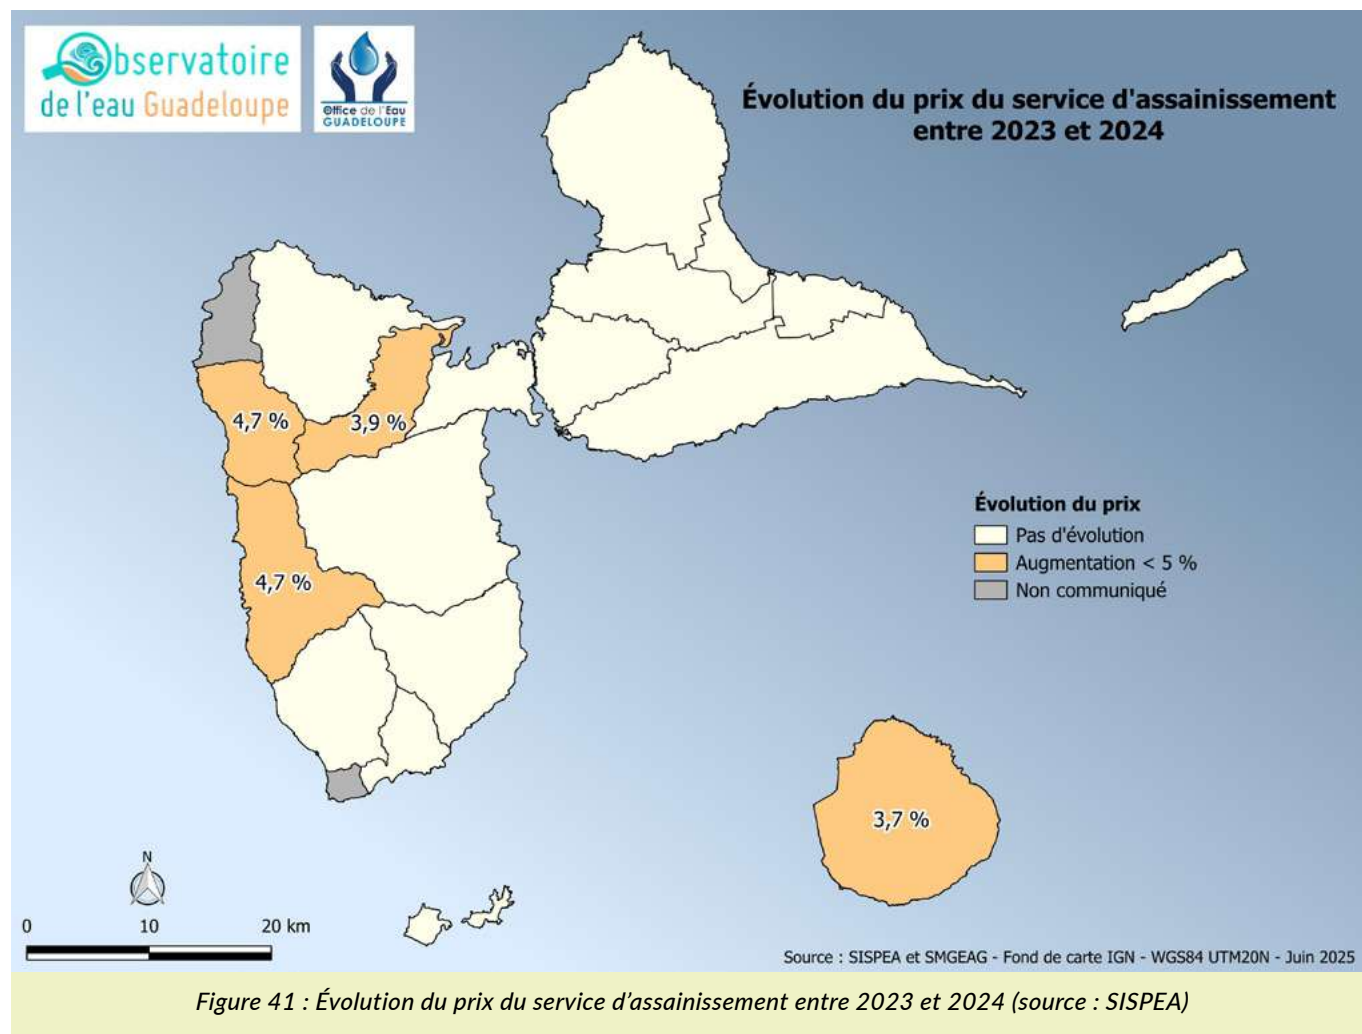 Observatoire
de l'eau Guadeloupe
Office de l'Eau
GUADELOUPE
Évolution du prix du service d'assainissement
entre 2023 et 2024
4,7 %
3,9 %
4,7 %
3,7 %
Évolution du prix
Pas d'évolution
Augmentation < 5 %
Non communiqué
N
0 10 20 km
Source : SISPEA et SMGEAG - Fond de carte IGN - WGS84 UTM20N - Juin 2025
Figure 41 : Évolution du prix du service d’assainissement entre 2023 et 2024 (source : SISPEA)